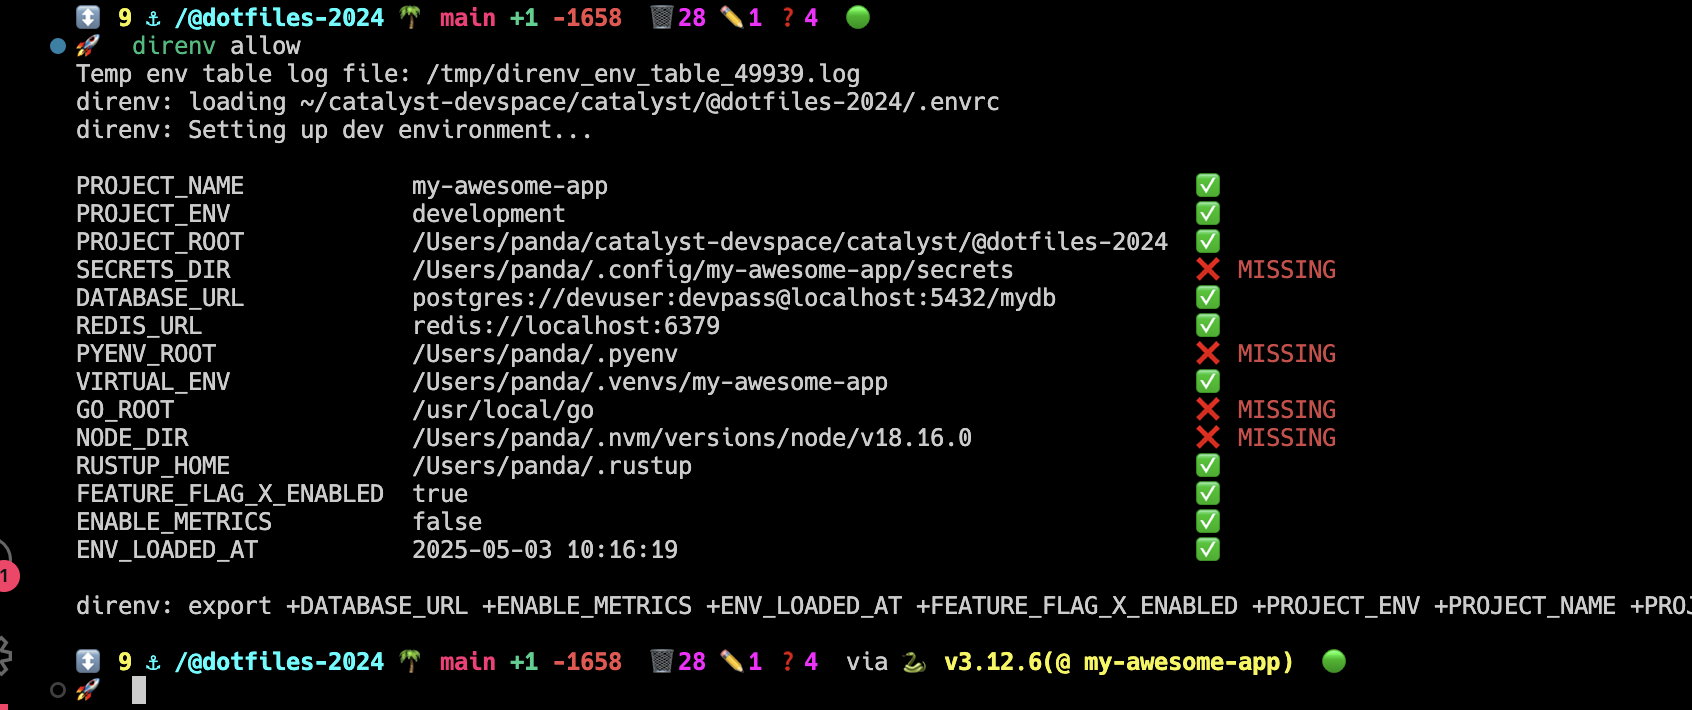 9 /@dotfiles-2024 main +1 -1658 28 1 ? 4
direnv allow
Temp env table log file: /tmp/direnv_env_table_49939.log
direnv: loading ~/catalyst-devspace/catalyst/@dotfiles-2024/.envrc
direnv: Setting up dev environment...
PROJECT_NAME my-awesome-app ✅
PROJECT_ENV development ✅
PROJECT_ROOT /Users/panda/catalyst-devspace/catalyst/@dotfiles-2024 ✅
SECRETS_DIR /Users/panda/.config/my-awesome-app/secrets ❌ MISSING
DATABASE_URL postgres://devuser:devpass@localhost:5432/mydb ✅
REDIS_URL redis://localhost:6379 ✅
PYENV_ROOT /Users/panda/.pyenv ❌ MISSING
VIRTUAL_ENV /Users/panda/.venvs/my-awesome-app ✅
GO_ROOT /usr/local/go ❌ MISSING
NODE_DIR /Users/panda/.nvm/versions/node/v18.16.0 ❌ MISSING
RUSTUP_HOME /Users/panda/.rustup ✅
FEATURE_FLAG_X_ENABLED true ✅
ENABLE_METRICS false ✅
ENV_LOADED_AT 2025-05-03 10:16:19 ✅
1
direnv: export +DATABASE_URL +ENABLE_METRICS +ENV_LOADED_AT +FEATURE_FLAG_X_ENABLED +PROJECT_ENV +PROJECT_NAME
9 /@dotfiles-2024 main +1 -1658 28 1 ? 4 via v3.12.6(@ my-awesome-app)